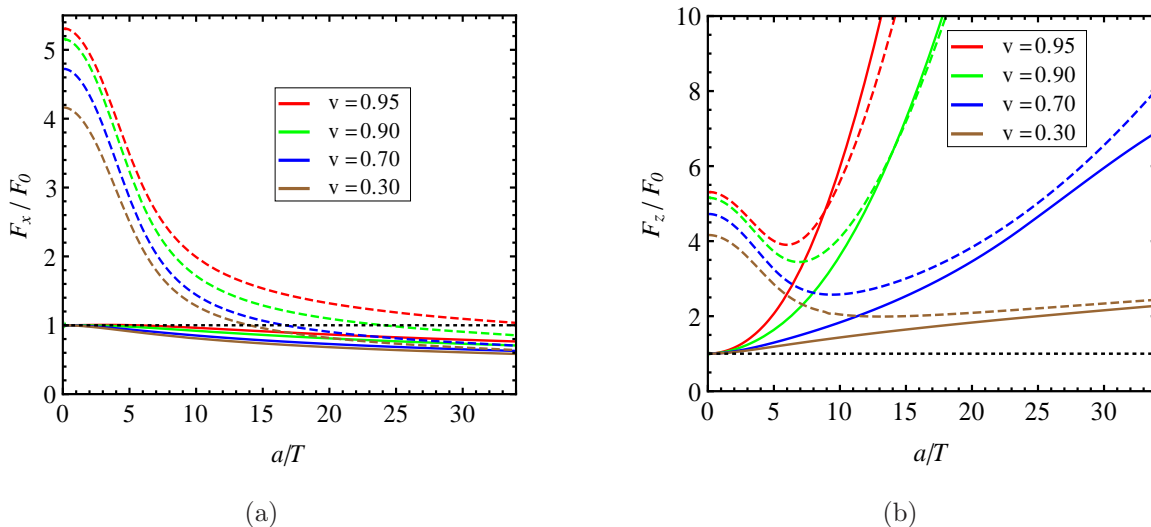 F_x / F_0
5
4
3
2
1
0
0 5 10 15 20 25 30
a/T
v = 0.95
v = 0.90
v = 0.70
v = 0.30
(a)
F_z / F_0
10
8
6
4
2
0
0 5 10 15 20 25 30
a/T
v = 0.95
v = 0.90
v = 0.70
v = 0.30
(b)